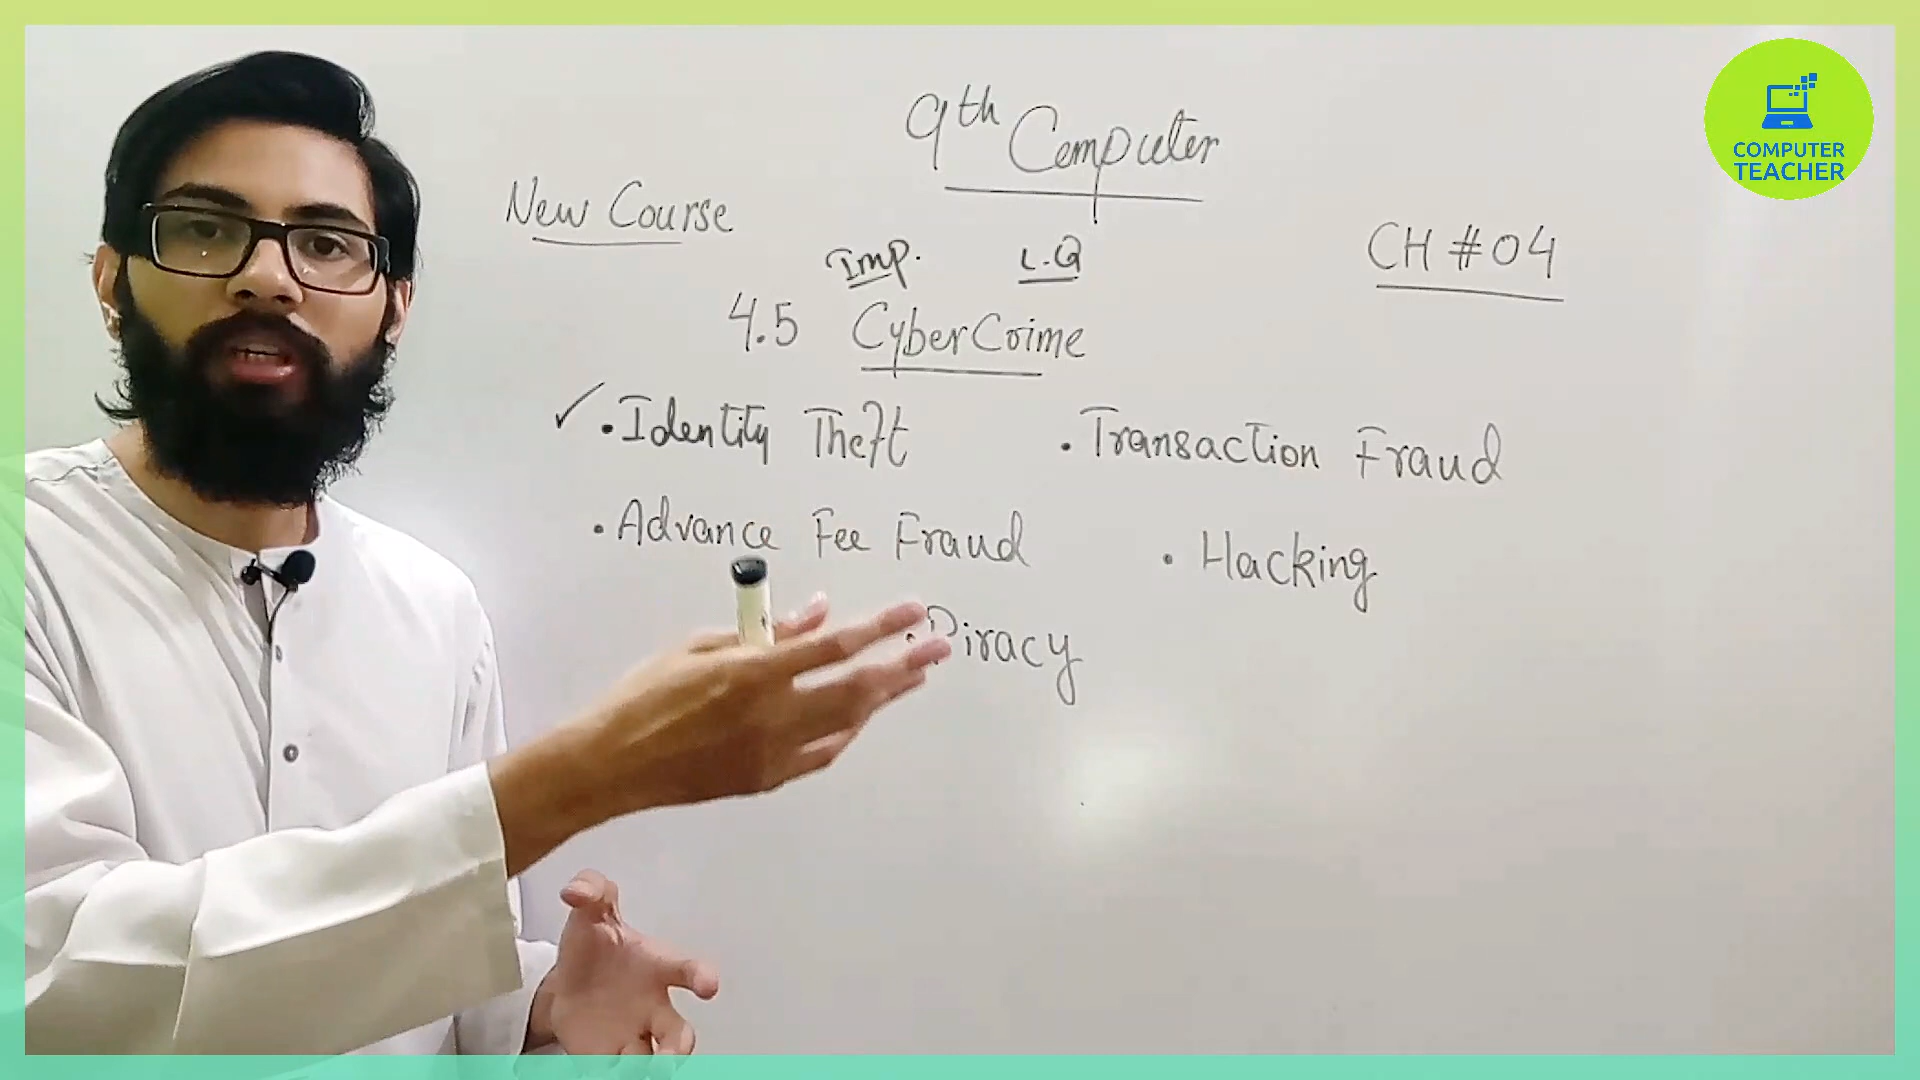 9th Computer
COMPUTER
TEACHER
New Course
Imp. L.Q
CH #04
4.5 CyberCrime
• Identity Theft
• Transaction Fraud
• Advance Fee Fraud
• Hacking
• Piracy